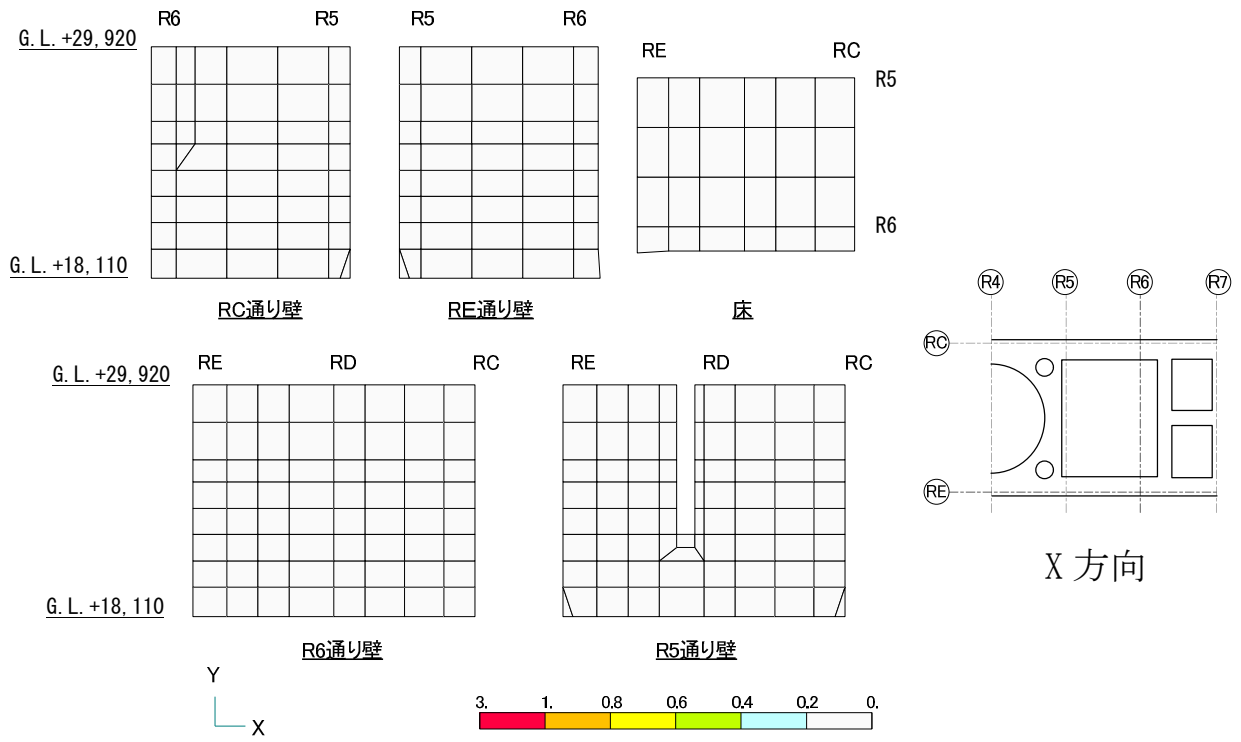 R6 R5
R5 R6
RE RC
G.L.+29,920
R5
R6
G.L.+18,110
RC通り壁
RE通り壁
床
R4 R5 R6 R7
RC
RE
X 方向
RE RD RC
RE RD RC
G.L.+29,920
G.L.+18,110
R6通り壁
R5通り壁
Y
X
3. 1. 0.8 0.6 0.4 0.2 0.